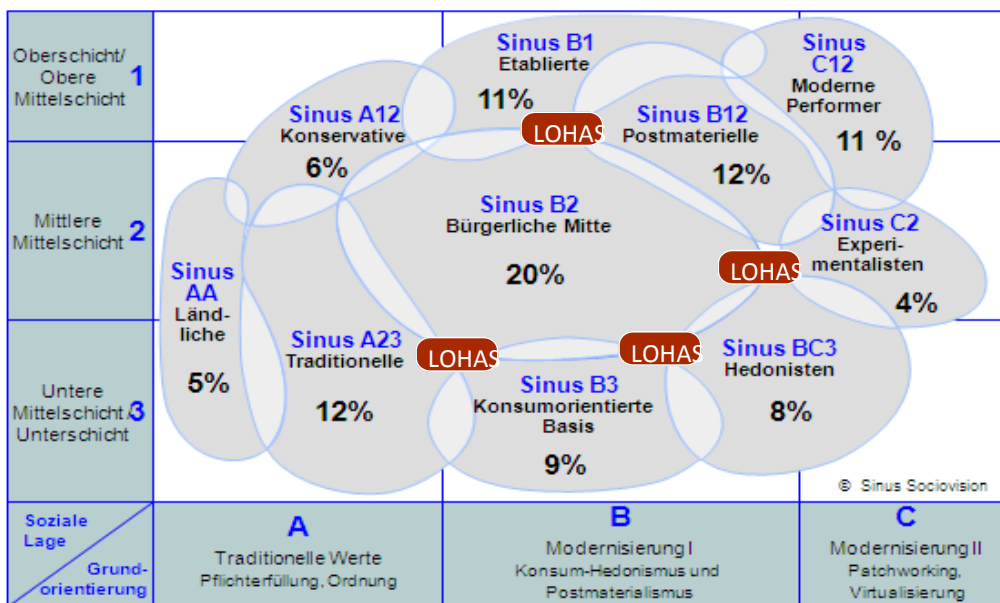 Oberschicht/
Obere
Mittelschicht
1
Mittlere
Mittelschicht
2
Untere
Mittelschicht/
Unterschicht
3
Sinus B1
Etablierte
11%
Sinus
C12
Moderne
Performer
11 %
Sinus A12
Konservative
6%
LOHAS
Sinus B12
Postmaterielle
12%
Sinus B2
Bürgerliche Mitte
20%
Sinus C2
Experi-
mentalisten
4%
LOHAS
Sinus
AA
Länd-
liche
5%
Sinus A23
Traditionelle
12%
LOHAS
LOHAS
Sinus B3
Konsumorientierte
Basis
9%
Sinus BC3
Hedonisten
8%
© Sinus Sociovision
Soziale
Lage
Grund-
orientierung
A
Traditionelle Werte
Pflichterfüllung, Ordnung
B
Modernisierung I
Konsum-Hedonismus und
Postmaterialismus
C
Modernisierung II
Patchworking,
Virtualisierung